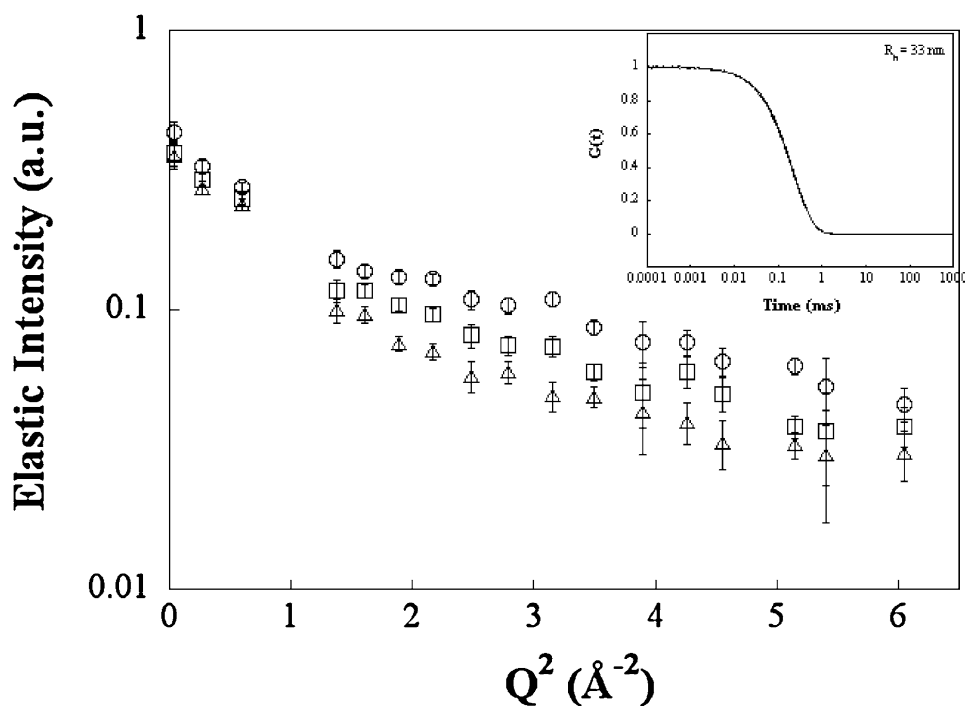 1
Elastic Intensity (a.u.)
0.1
0.01
0 1 2 3 4 5 6
Q² (Å⁻²)
R_h = 33 nm
G(t)
1
0.8
0.6
0.4
0.2
0
0.0001 0.001 0.01 0.1 1 10 100 1000
Time (ms)